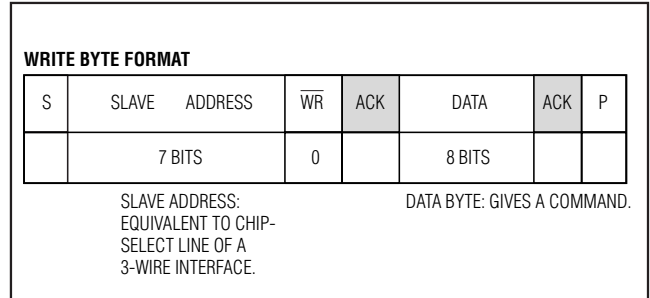 WRITE BYTE FORMAT
S SLAVE ADDRESS WR ACK DATA ACK P
7 BITS 0 8 BITS
SLAVE ADDRESS:
EQUIVALENT TO CHIP-
SELECT LINE OF A
3-WIRE INTERFACE.
DATA BYTE: GIVES A COMMAND.